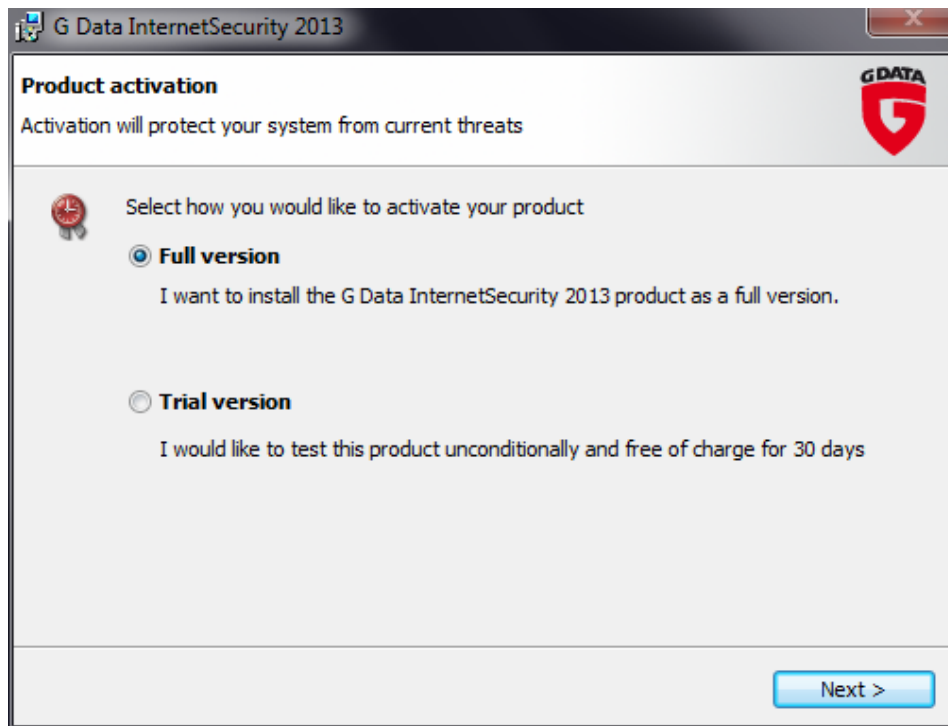 G Data InternetSecurity 2013
Product activation
Activation will protect your system from current threats
GDATA
Select how you would like to activate your product
Full version
I want to install the G Data InternetSecurity 2013 product as a full version.
Trial version
I would like to test this product unconditionally and free of charge for 30 days
Next >